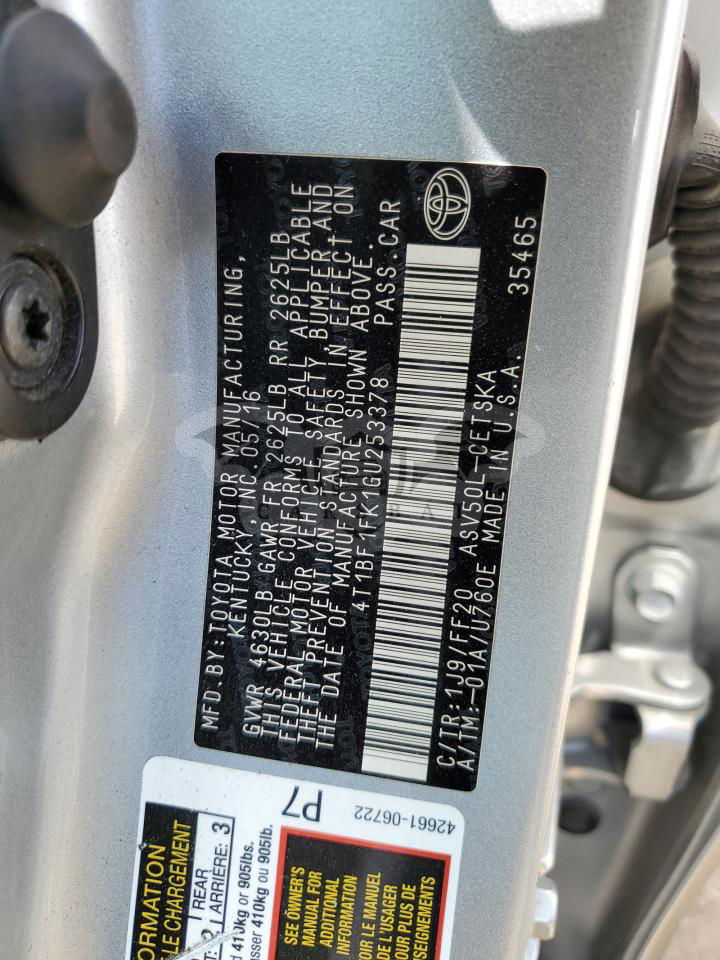 MFD.BY:TOYOTA MOTOR MANUFACTURING,
KENTUCKY,INC. 05/16
GVWR 4630LB GAWR FR 2625LB RR 2625LB
THIS VEHICLE CONFORMS TO ALL APPLICABLE
FEDERAL MOTOR VEHICLE SAFETY,BUMPER,AND
THEFT PREVENTION STANDARDS IN EFFECT ON
THE DATE OF MANUFACTURE SHOWN ABOVE.
4T1BF1FK1GU253378 PASS.CAR
C/TR:1J9/FF20 ASV50L-CETSKA 35465
A/TM:-01A/U760E MADE IN U.S.A.
P7
42661-06722
LE CHARGEMENT
REAR
ARRIÈRE: 3
410kg or 905lbs.
410kg ou 905lb.
SEE OWNER'S
MANUAL FOR
ADDITIONAL
INFORMATION
VOIR LE MANUEL
DE L'USAGER
POUR PLUS DE